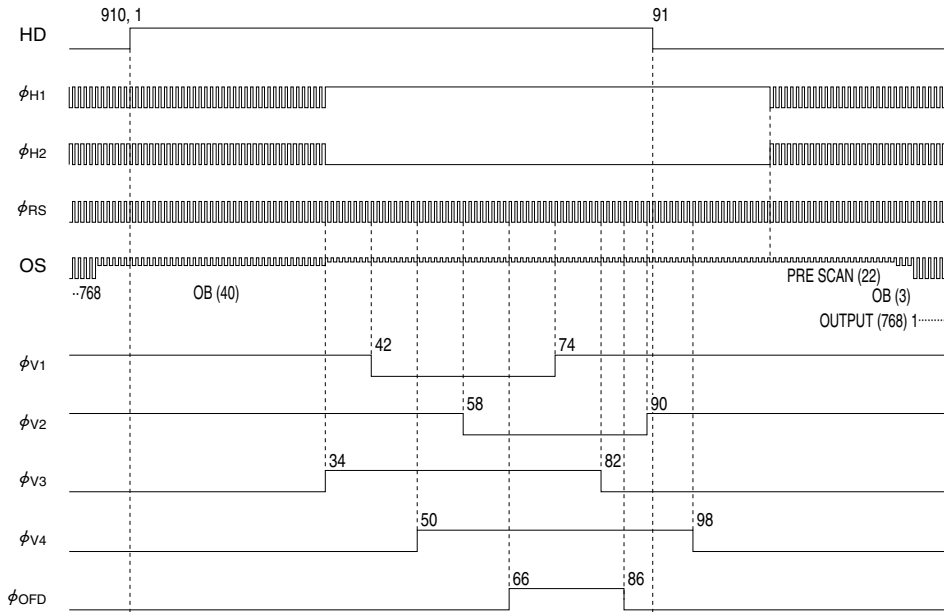 910, 1 91
HD
ϕH1
ϕH2
ϕRS
OS
PRE SCAN (22)
··768 OB (40) OB (3)
OUTPUT (768) 1········
ϕV1 42 74
ϕV2 58 90
ϕV3 34 82
ϕV4 50 98
ϕOFD 66 86